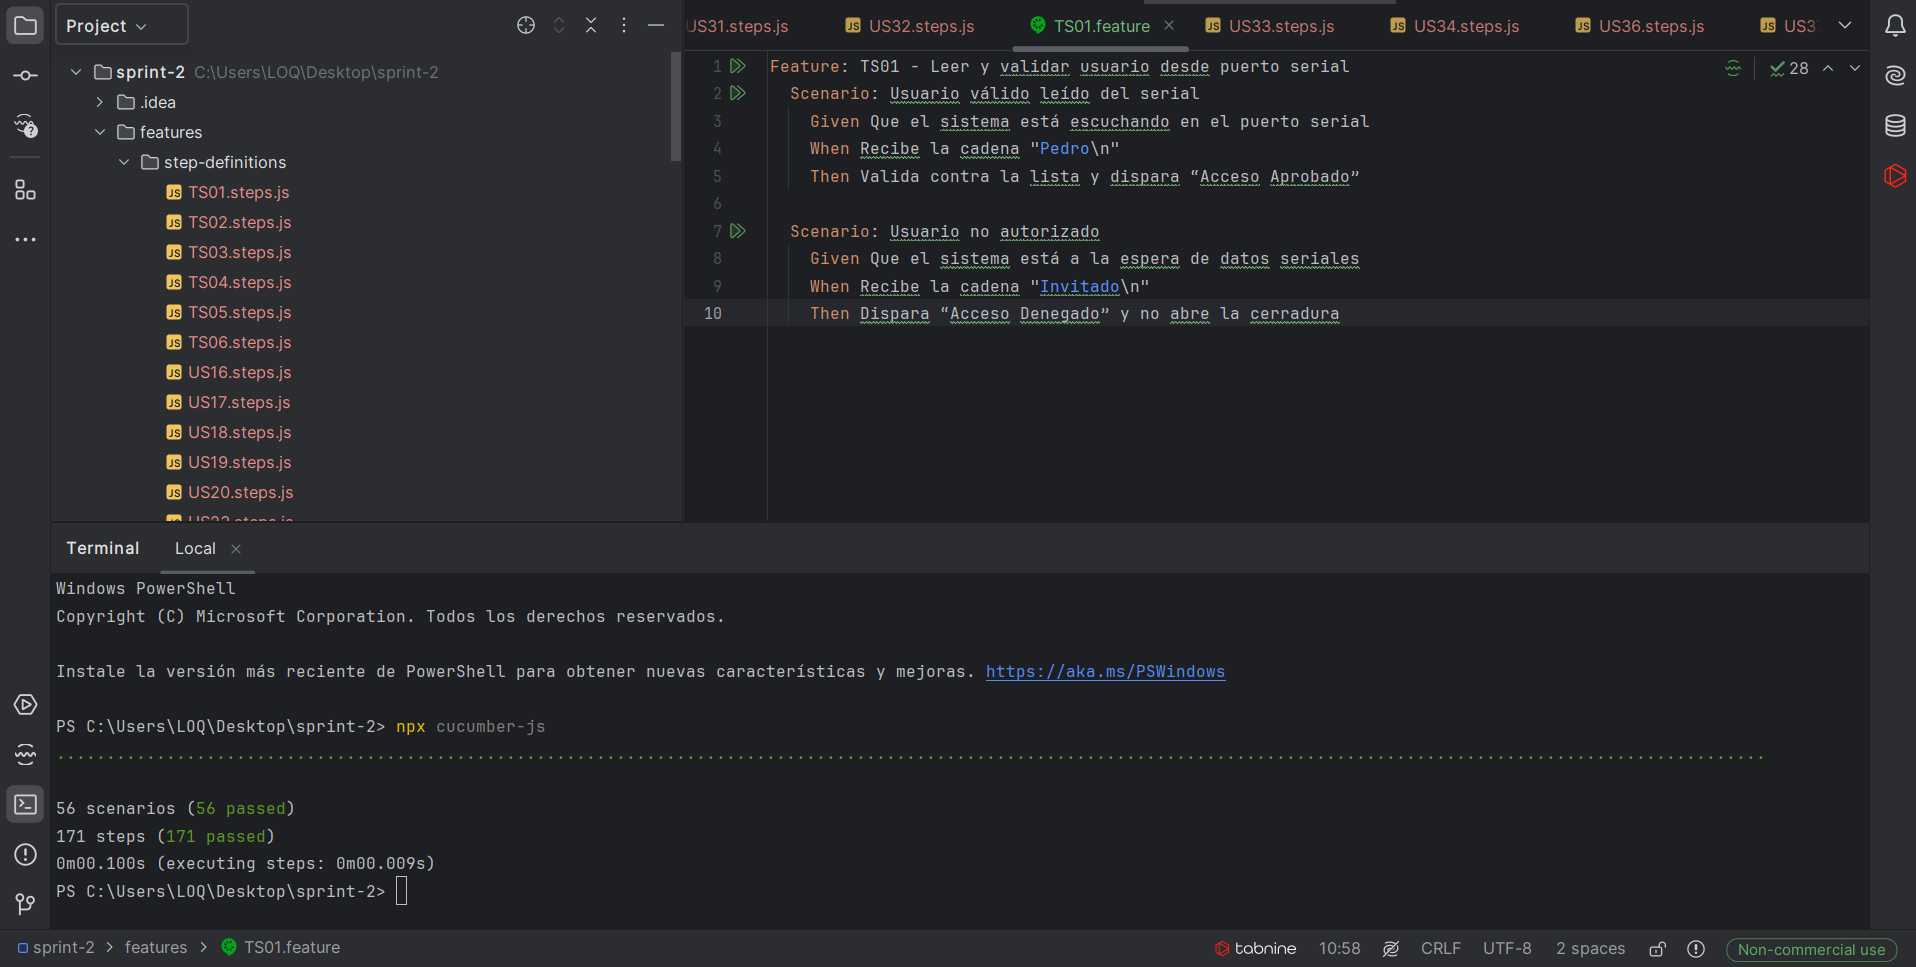 Project
sprint-2 C:\Users\LOQ\Desktop\sprint-2
.idea
features
step-definitions
TS01.steps.js
TS02.steps.js
TS03.steps.js
TS04.steps.js
TS05.steps.js
TS06.steps.js
US16.steps.js
US17.steps.js
US18.steps.js
US19.steps.js
US20.steps.js
US31.steps.js US32.steps.js TS01.feature US33.steps.js US34.steps.js US36.steps.js
28
1 Feature: TS01 - Leer y validar usuario desde puerto serial
2 Scenario: Usuario válido leído del serial
3 Given Que el sistema está escuchando en el puerto serial
4 When Recibe la cadena "Pedro\n"
5 Then Valida contra la lista y dispara “Acceso Aprobado”
6
7 Scenario: Usuario no autorizado
8 Given Que el sistema está a la espera de datos seriales
9 When Recibe la cadena "Invitado\n"
10 Then Dispara “Acceso Denegado” y no abre la cerradura
Terminal Local
Windows PowerShell
Copyright (C) Microsoft Corporation. Todos los derechos reservados.
Instale la versión más reciente de PowerShell para obtener nuevas características y mejoras. https://aka.ms/PSWindows
PS C:\Users\LOQ\Desktop\sprint-2> npx cucumber-js
56 scenarios (56 passed)
171 steps (171 passed)
0m00.100s (executing steps: 0m00.009s)
PS C:\Users\LOQ\Desktop\sprint-2>
sprint-2 > features > TS01.feature
tabnine 10:58 CRLF UTF-8 2 spaces Non-commercial use